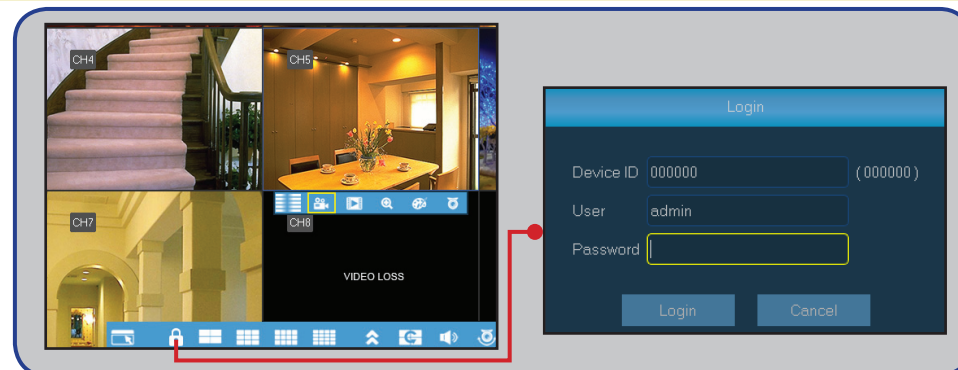 CH4
CH5
CH7
CH8
VIDEO LOSS
Login
Device ID 000000 (000000)
User admin
Password
Login Cancel